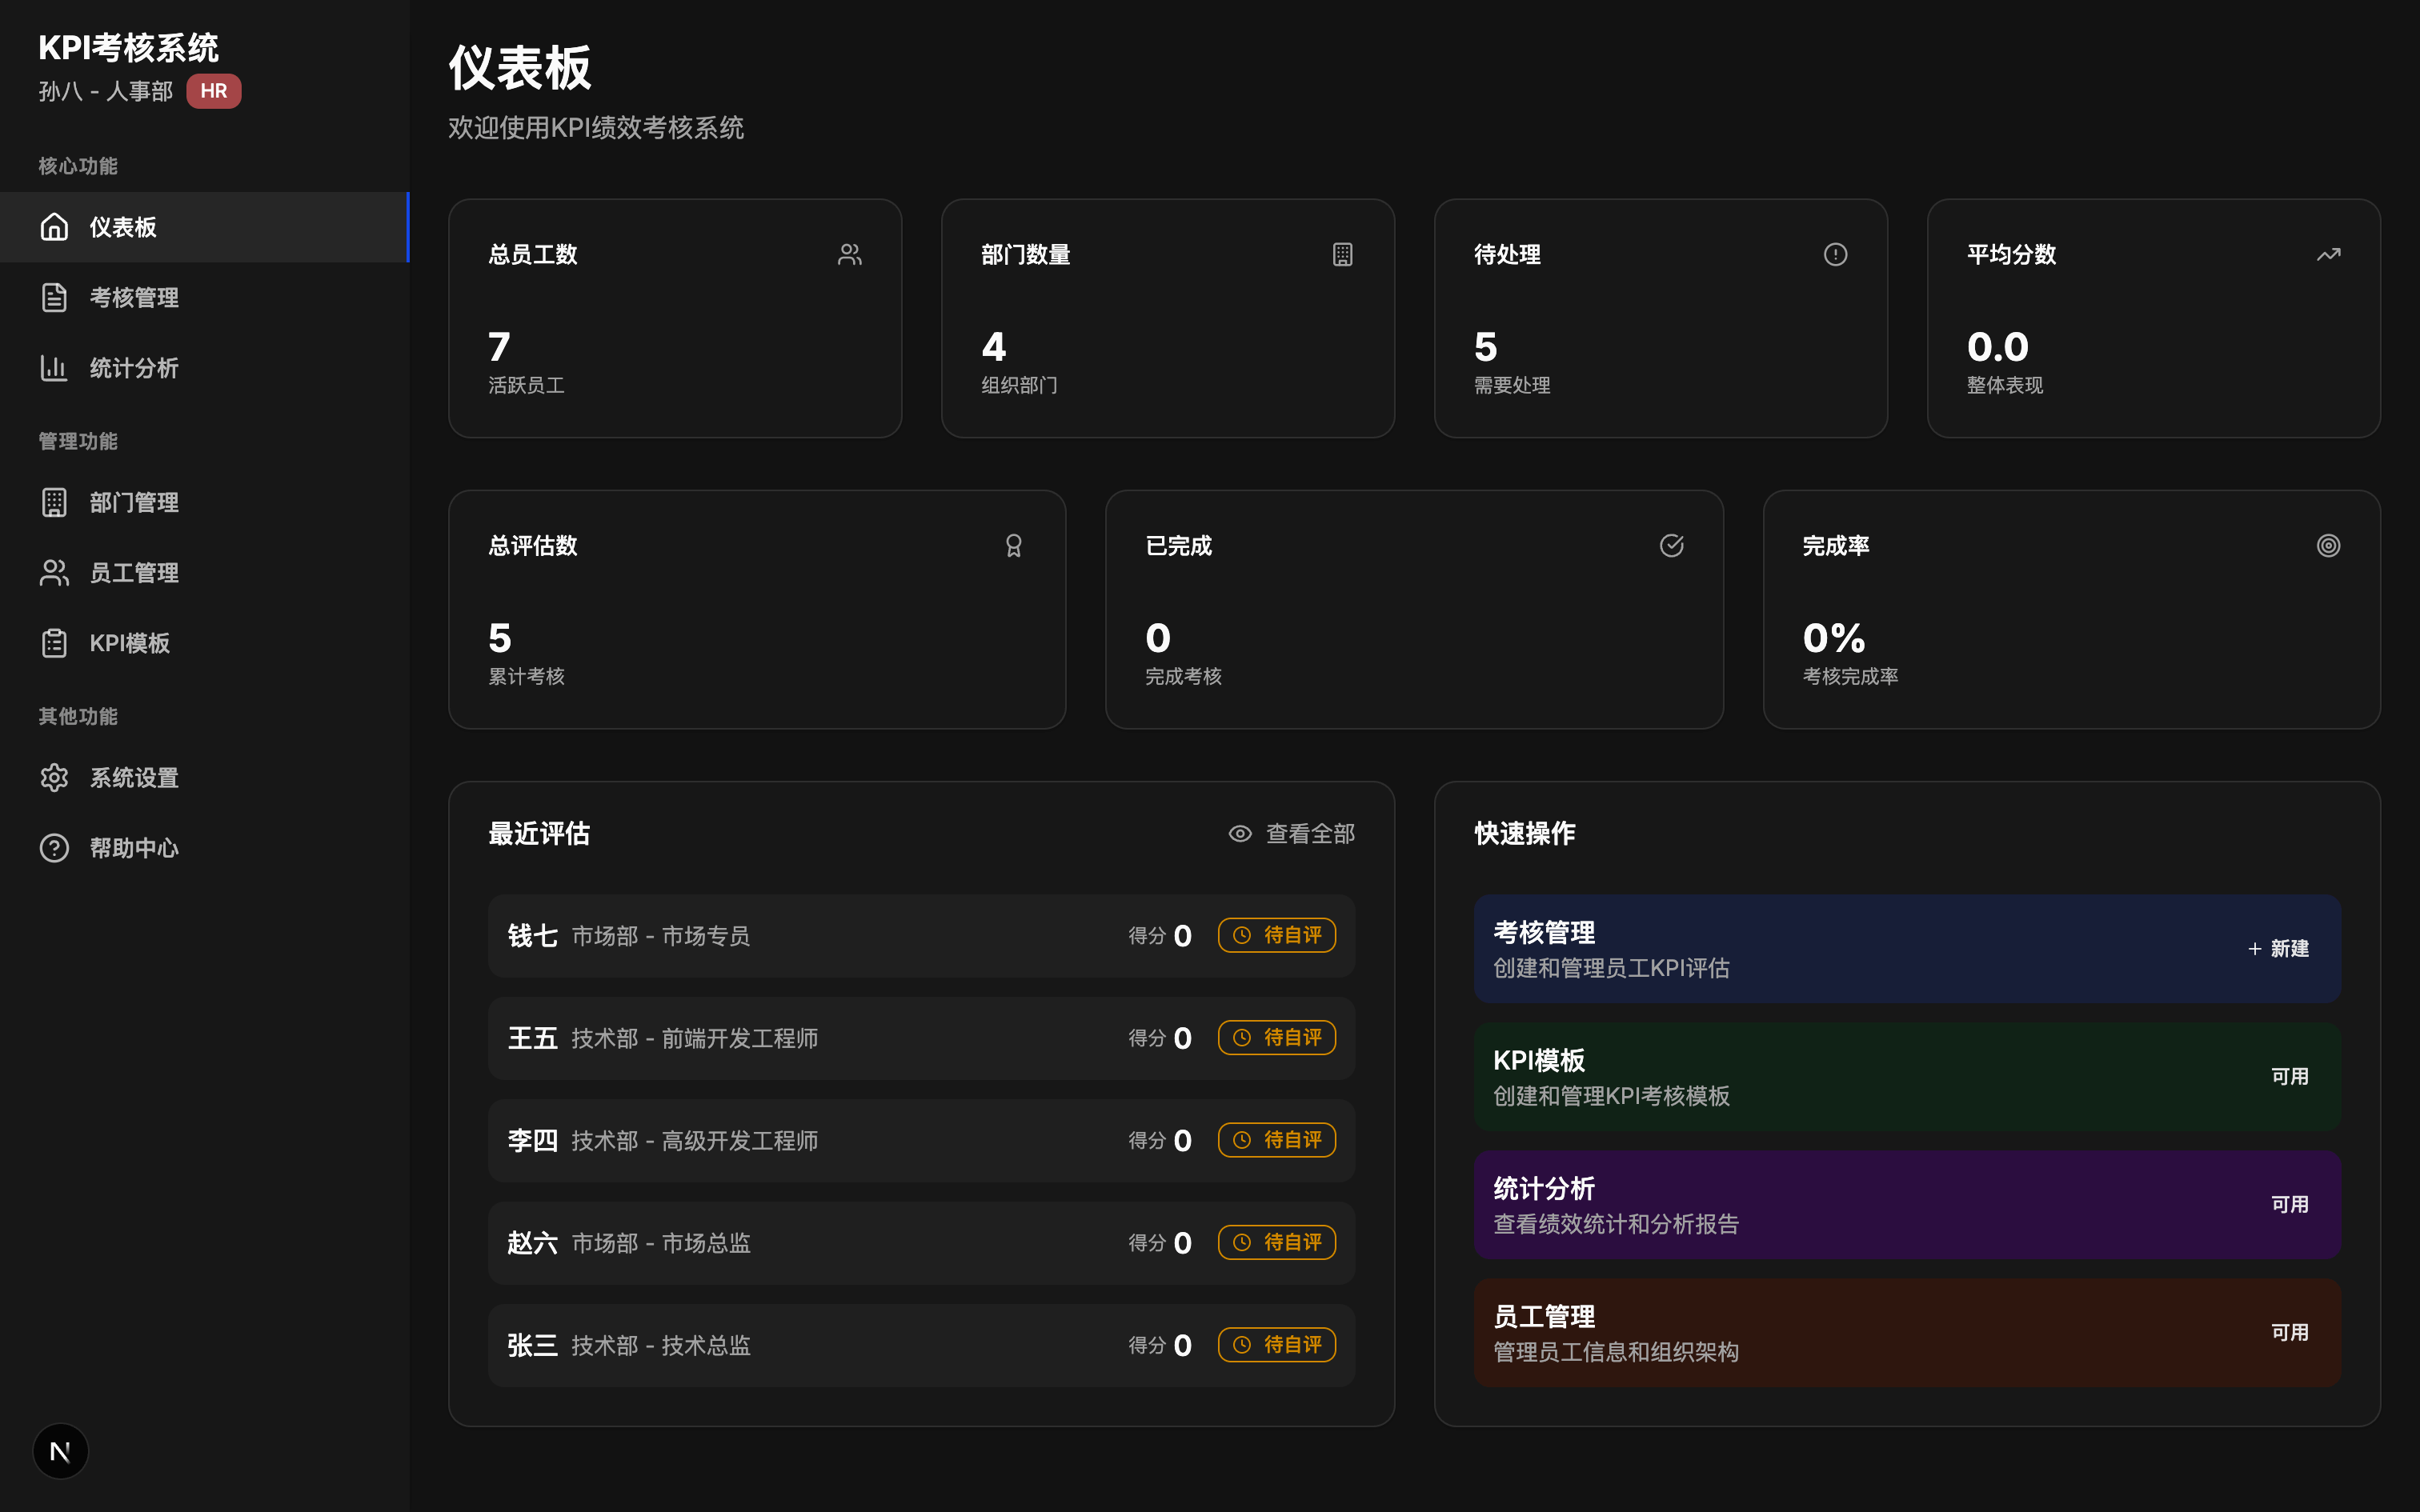 KPI考核系统
孙八 - 人事部 HR
核心功能
仪表板
考核管理
统计分析
管理功能
部门管理
员工管理
KPI模板
其他功能
系统设置
帮助中心
N
仪表板
欢迎使用KPI绩效考核系统
总员工数
7
活跃员工
部门数量
4
组织部门
待处理
5
需要处理
平均分数
0.0
整体表现
总评估数
5
累计考核
已完成
0
完成考核
完成率
0%
考核完成率
最近评估 查看全部
钱七 市场部 - 市场专员 得分 0 待自评
王五 技术部 - 前端开发工程师 得分 0 待自评
李四 技术部 - 高级开发工程师 得分 0 待自评
赵六 市场部 - 市场总监 得分 0 待自评
张三 技术部 - 技术总监 得分 0 待自评
快速操作
考核管理
创建和管理员工KPI评估
+ 新建
KPI模板
创建和管理KPI考核模板
可用
统计分析
查看绩效统计和分析报告
可用
员工管理
管理员工信息和组织架构
可用